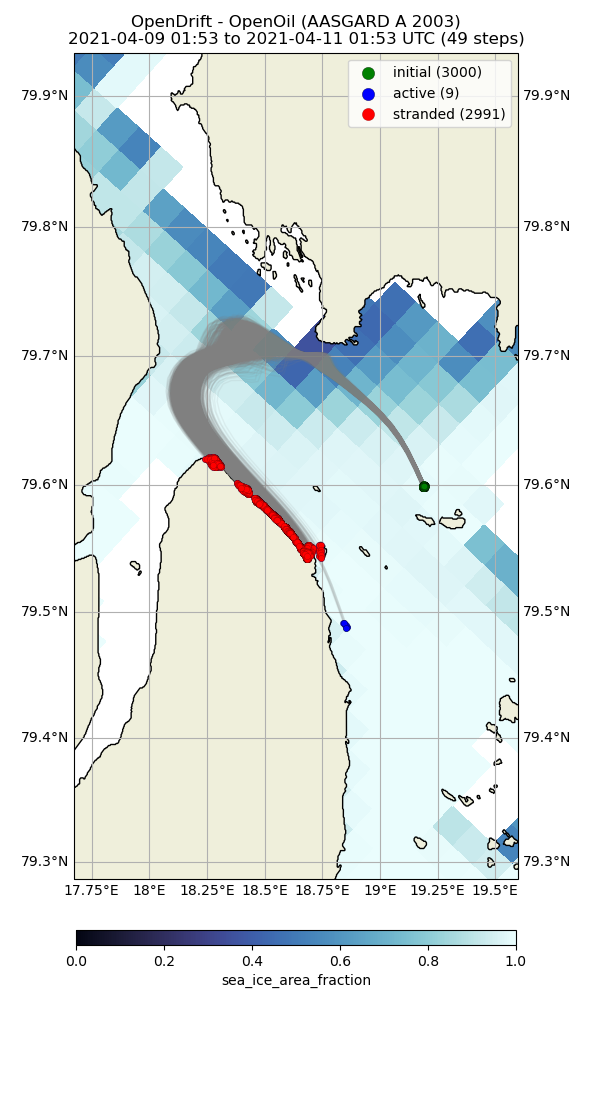 OpenDrift - OpenOil (AASGARD A 2003)
2021-04-09 01:53 to 2021-04-11 01:53 UTC (49 steps)
initial (3000)
active (9)
stranded (2991)
79.9°N 79.9°N
79.8°N 79.8°N
79.7°N 79.7°N
79.6°N 79.6°N
79.5°N 79.5°N
79.4°N 79.4°N
79.3°N 79.3°N
17.75°E 18°E 18.25°E 18.5°E 18.75°E 19°E 19.25°E 19.5°E
0.0 0.2 0.4 0.6 0.8 1.0
sea_ice_area_fraction